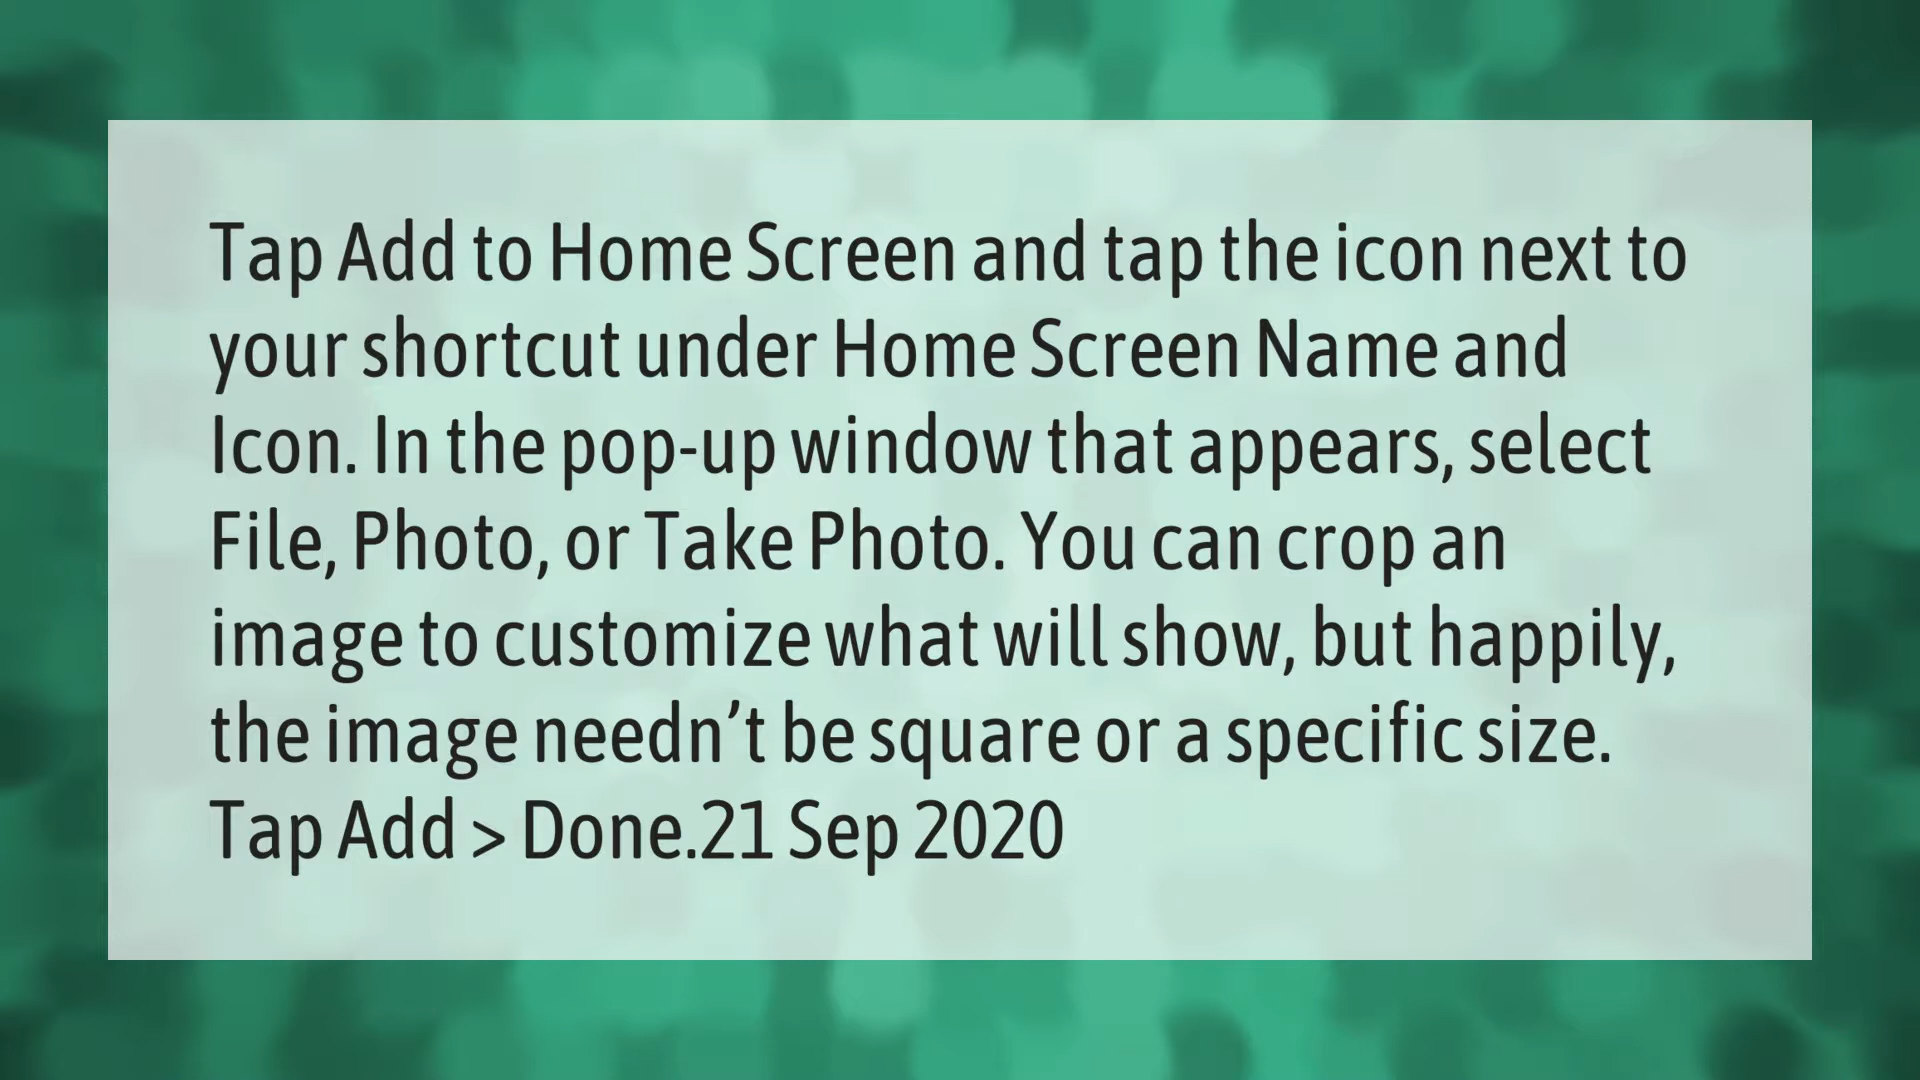 Tap Add to Home Screen and tap the icon next to
your shortcut under Home Screen Name and
Icon. In the pop-up window that appears, select
File, Photo, or Take Photo. You can crop an
image to customize what will show, but happily,
the image needn’t be square or a specific size.
Tap Add > Done.21 Sep 2020